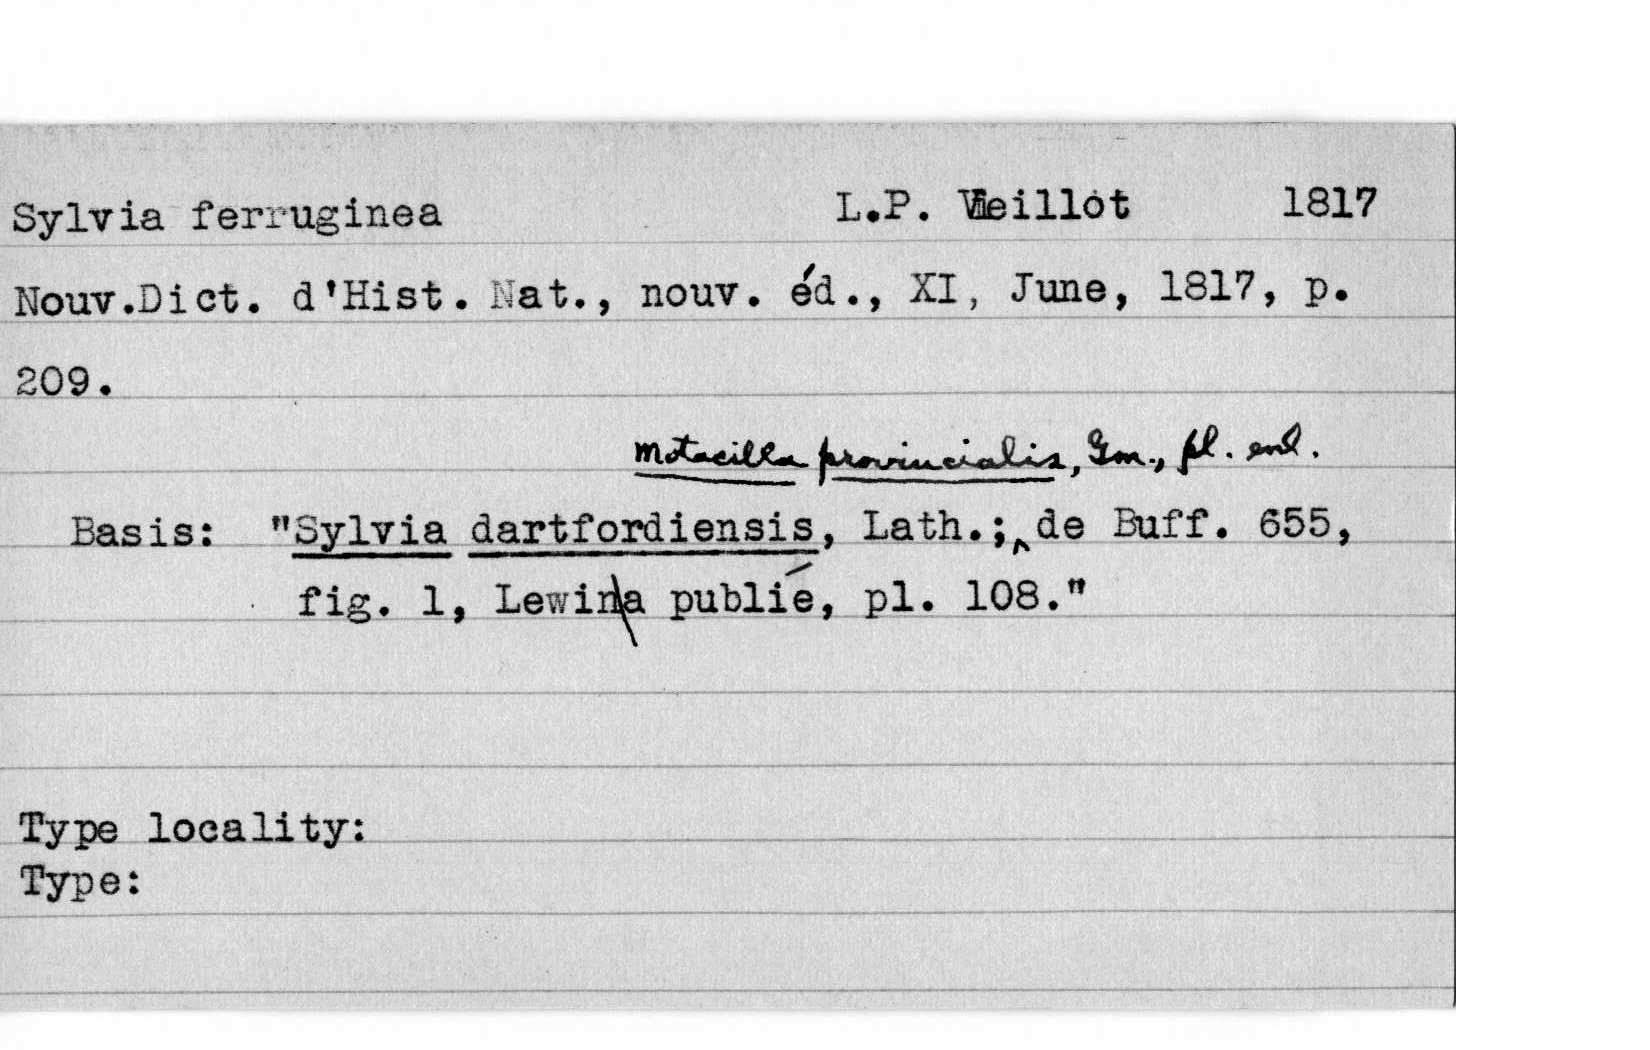 Sylvia ferruginea L.P. Vieillot 1817
Nouv.Dict. d'Hist. Nat., nouv. éd., XI, June, 1817, p.
209.
Motacilla provincialis, Gm., pl. enl.
Basis: "Sylvia dartfordiensis, Lath.;^de Buff. 655,
fig. 1, Lewin a publié, pl. 108."
Type locality:
Type: